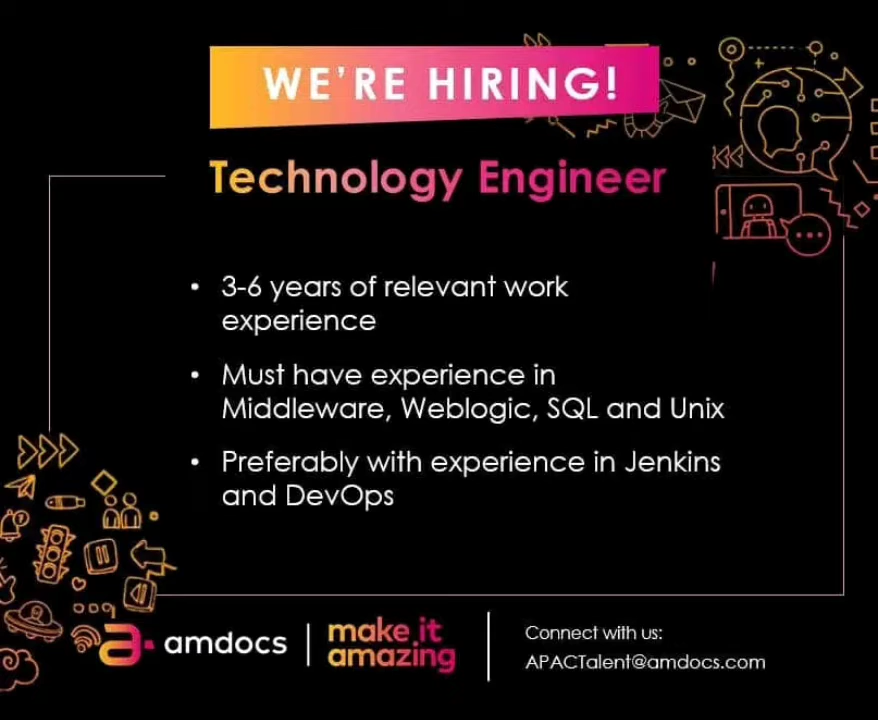 WE'RE HIRING!
Technology Engineer
• 3-6 years of relevant work
experience
• Must have experience in
Middleware, Weblogic, SQL and Unix
• Preferably with experience in Jenkins
and DevOps
amdocs
make it
amazing
Connect with us:
APACTalent@amdocs.com